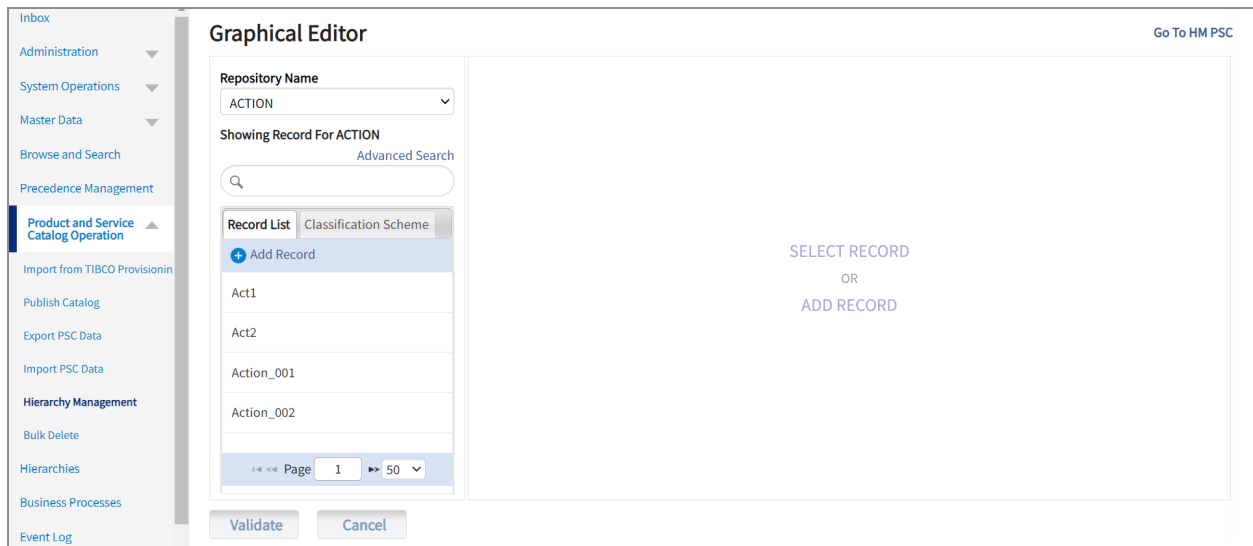 Inbox
Administration
System Operations
Master Data
Browse and Search
Precedence Management
Product and Service
Catalog Operation
Import from TIBCO Provisionin
Publish Catalog
Export PSC Data
Import PSC Data
Hierarchy Management
Bulk Delete
Hierarchies
Business Processes
Event Log
Graphical Editor
Go To HM PSC
Repository Name
ACTION
Showing Record For ACTION
Advanced Search
Record List Classification Scheme
Add Record
Act1
Act2
Action_001
Action_002
Page 1 50
SELECT RECORD
OR
ADD RECORD
Validate Cancel